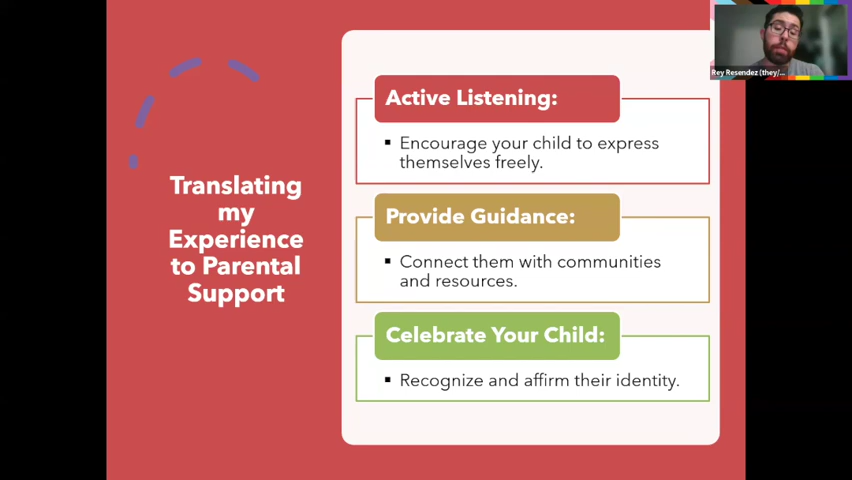 Rey Resendez (they/...
Translating
my
Experience
to Parental
Support
Active Listening:
▪ Encourage your child to express
themselves freely.
Provide Guidance:
▪ Connect them with communities
and resources.
Celebrate Your Child:
▪ Recognize and affirm their identity.